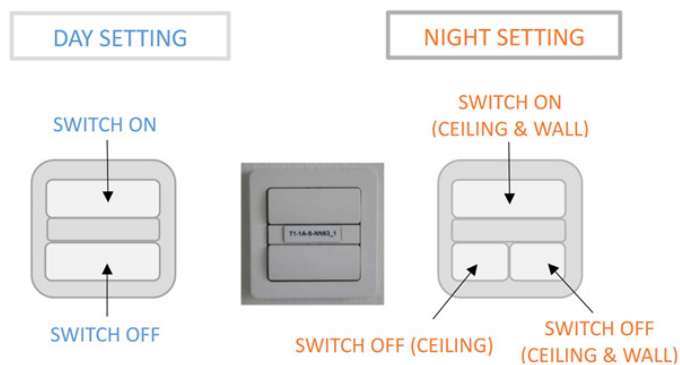 DAY SETTING
NIGHT SETTING
SWITCH ON
SWITCH ON
(CEILING & WALL)
T1-1A-S-NN63_1
SWITCH OFF
SWITCH OFF (CEILING)
SWITCH OFF
(CEILING & WALL)